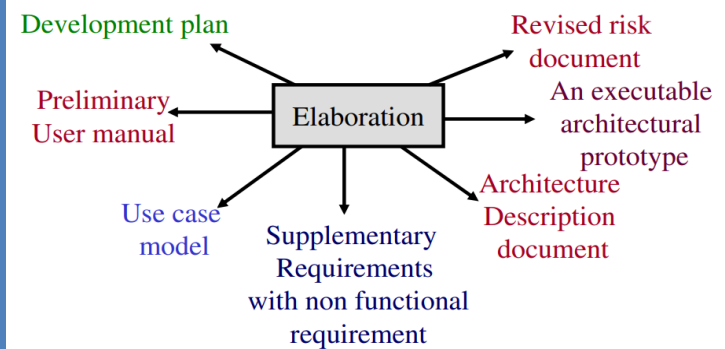 Development plan
Revised risk
document
Preliminary
User manual
Elaboration
An executable
architectural
prototype
Use case
model
Supplementary
Requirements
with non functional
requirement
Architecture
Description
document